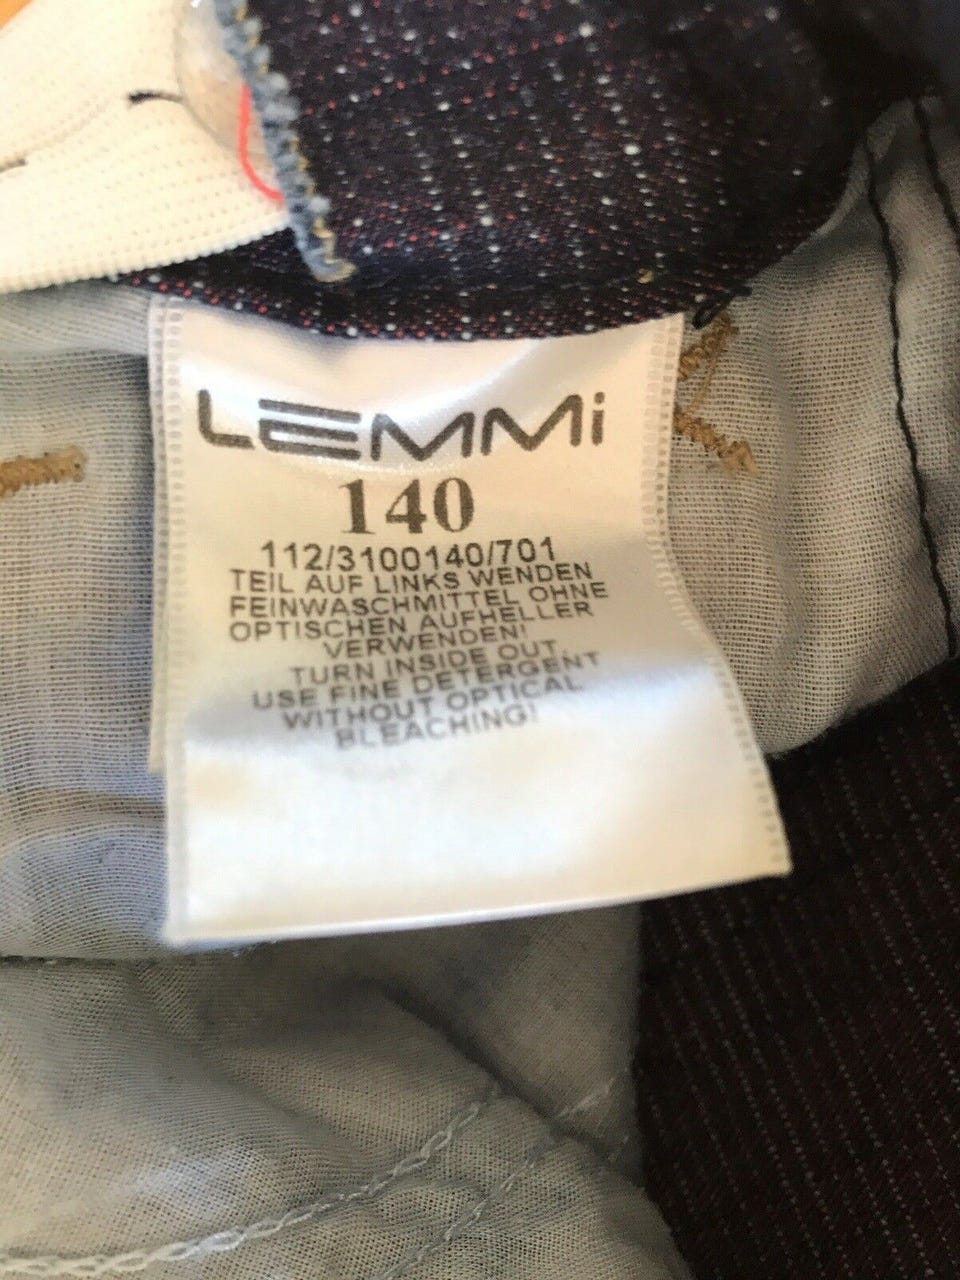 LEMMi
140
112/3100140/701
TEIL AUF LINKS WENDEN
FEINWASCHMITTEL OHNE
OPTISCHEN AUFHELLER
VERWENDEN!
TURN INSIDE OUT.
USE FINE DETERGENT
WITHOUT OPTICAL
BLEACHING!